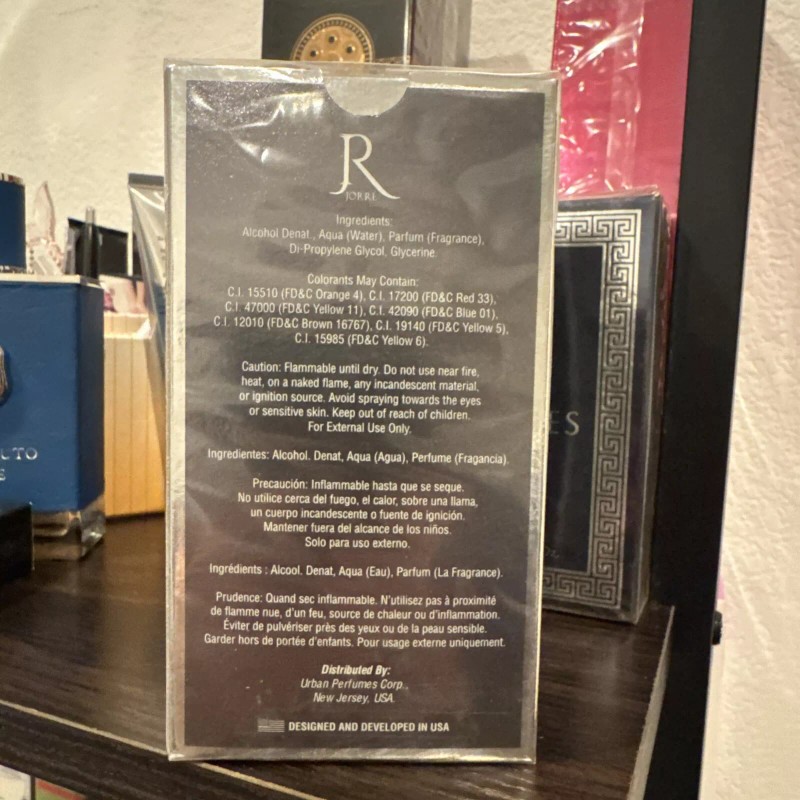 R
JORRE
Ingredients:
Alcohol Denat., Aqua (Water), Parfum (Fragrance),
Di-Propylene Glycol, Glycerine.
Colorants May Contain:
C.I. 15510 (FD&C Orange 4), C.I. 17200 (FD&C Red 33),
C.I. 47000 (FD&C Yellow 11), C.I. 42090 (FD&C Blue 01),
C.I. 12010 (FD&C Brown 16767), C.I. 19140 (FD&C Yellow 5),
C.I. 15985 (FD&C Yellow 6).
Caution: Flammable until dry. Do not use near fire,
heat, on a naked flame, any incandescent material,
or ignition source. Avoid spraying towards the eyes
or sensitive skin. Keep out of reach of children.
For External Use Only.
Ingredientes: Alcohol. Denat, Aqua (Agua), Perfume (Fragancia).
Precaución: Inflammable hasta que se seque.
No utilice cerca del fuego, el calor, sobre una llama,
un cuerpo incandescente o fuente de ignición.
Mantener fuera del alcance de los niños.
Solo para uso externo.
Ingrédients : Alcool. Denat, Aqua (Eau), Parfum (La Fragrance).
Prudence: Quand sec inflammable. N'utilisez pas à proximité
de flamme nue, d'un feu, source de chaleur ou d'inflammation.
Éviter de pulvériser près des yeux ou de la peau sensible.
Garder hors de portée d'enfants. Pour usage externe uniquement.
Distributed By:
Urban Perfumes Corp.,
New Jersey, USA.
DESIGNED AND DEVELOPED IN USA
UTO
E
ES